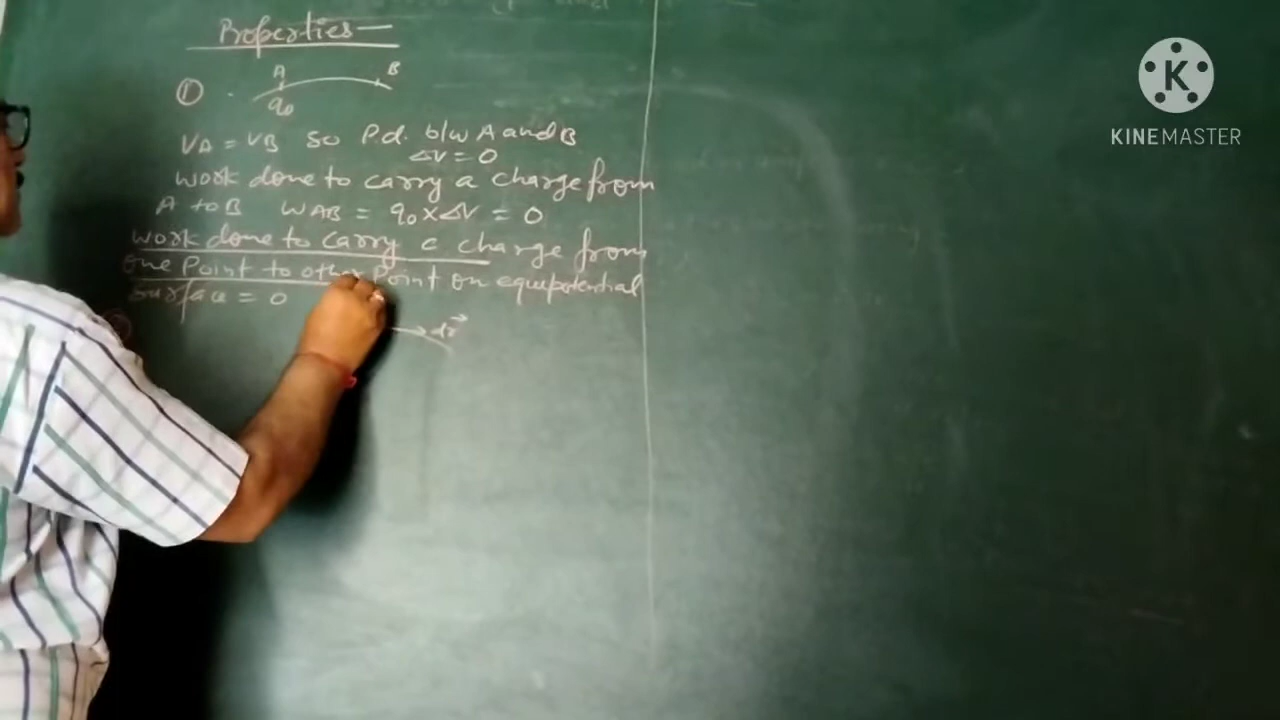 Properties —
① A B
q₀
VA = VB so P.d. b/w A and B
ΔV = 0
work done to carry a charge from
A to B WAB = q₀ × ΔV = 0
work done to carry a charge from
one Point to other Point on equipotential
surface = 0
K
KINEMASTER